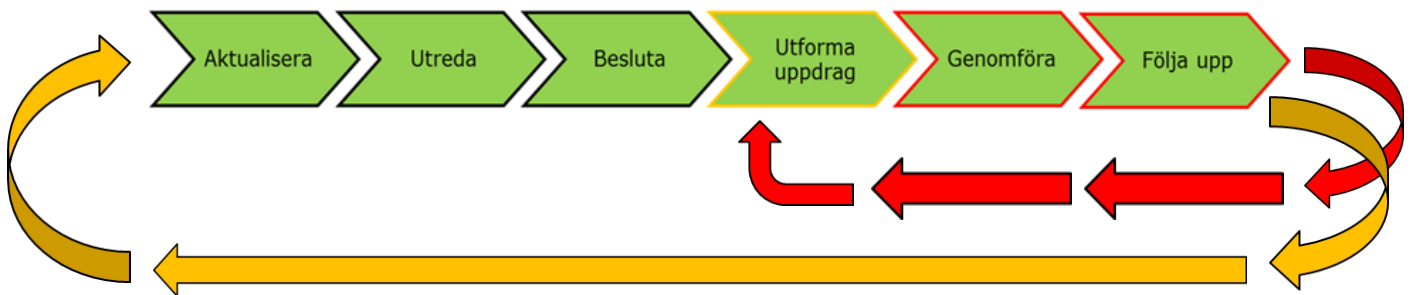 Aktualisera
Utreda
Besluta
Utforma
uppdrag
Genomföra
Följa upp